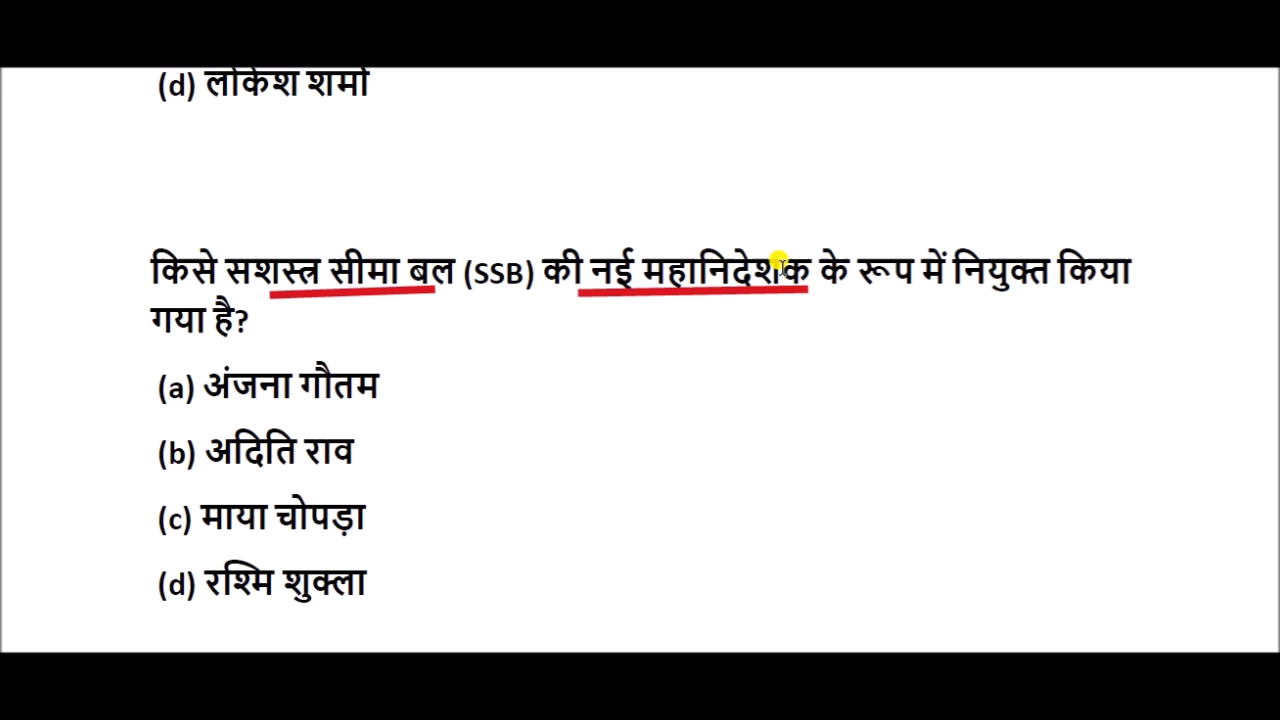 (d) लोकेश शर्मा
किसे सशस्त्र सीमा बल (SSB) की नई महानिदेशक के रूप में नियुक्त किया
गया है?
(a) अंजना गौतम
(b) अदिति राव
(c) माया चोपड़ा
(d) रश्मि शुक्ला